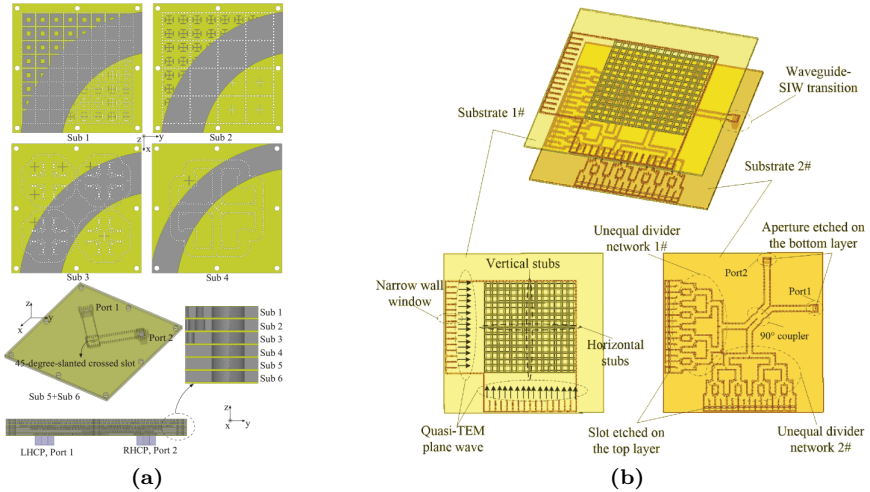 Sub 1
Sub 2
z
y
x
Sub 3
Sub 4
z
y
x
Port 1
Port 2
45-degree-slanted crossed slot
Sub 5+Sub 6
Sub 1
Sub 2
Sub 3
Sub 4
Sub 5
Sub 6
z
x
y
LHCP, Port 1
RHCP, Port 2
(a)
Waveguide-
SIW transition
Substrate 1#
Substrate 2#
Unequal divider
network 1#
Aperture etched on
the bottom layer
Vertical stubs
Port2
Port1
Narrow wall
window
90° coupler
Horizontal
stubs
Quasi-TEM
plane wave
Slot etched on
the top layer
Unequal divider
network 2#
(b)